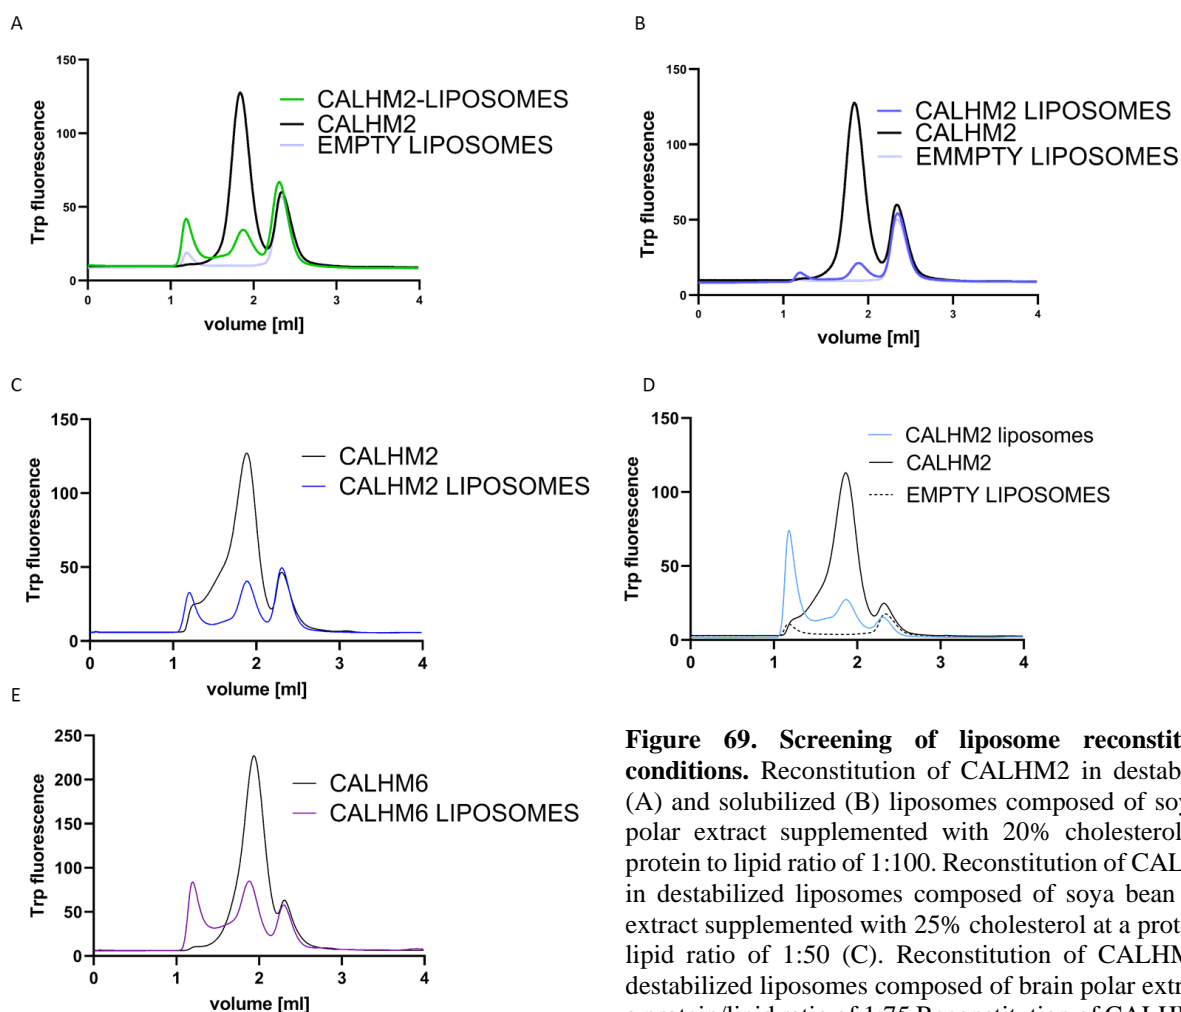 A
150
100
50
0
Trp fluorescence
CALHM2-LIPOSOMES
CALHM2
EMPTY LIPOSOMES
0 1 2 3 4
volume [ml]
B
150
100
50
0
Trp fluorescence
CALHM2 LIPOSOMES
CALHM2
EMMPTY LIPOSOMES
0 1 2 3 4
volume [ml]
C
150
100
50
0
Trp fluorescence
CALHM2
CALHM2 LIPOSOMES
0 1 2 3 4
volume [ml]
D
150
100
50
0
Trp fluorescence
CALHM2 liposomes
CALHM2
EMPTY LIPOSOMES
0 1 2 3 4
volume [ml]
E
250
200
150
100
50
0
Trp fluorescence
CALHM6
CALHM6 LIPOSOMES
0 1 2 3 4
volume [ml]
Figure 69. Screening of liposome reconstit
conditions. Reconstitution of CALHM2 in destab
(A) and solubilized (B) liposomes composed of soy
polar extract supplemented with 20% cholesterol
protein to lipid ratio of 1:100. Reconstitution of CAL
in destabilized liposomes composed of soya bean
extract supplemented with 25% cholesterol at a prot
lipid ratio of 1:50 (C). Reconstitution of CALHM
destabilized liposomes composed of brain polar extr